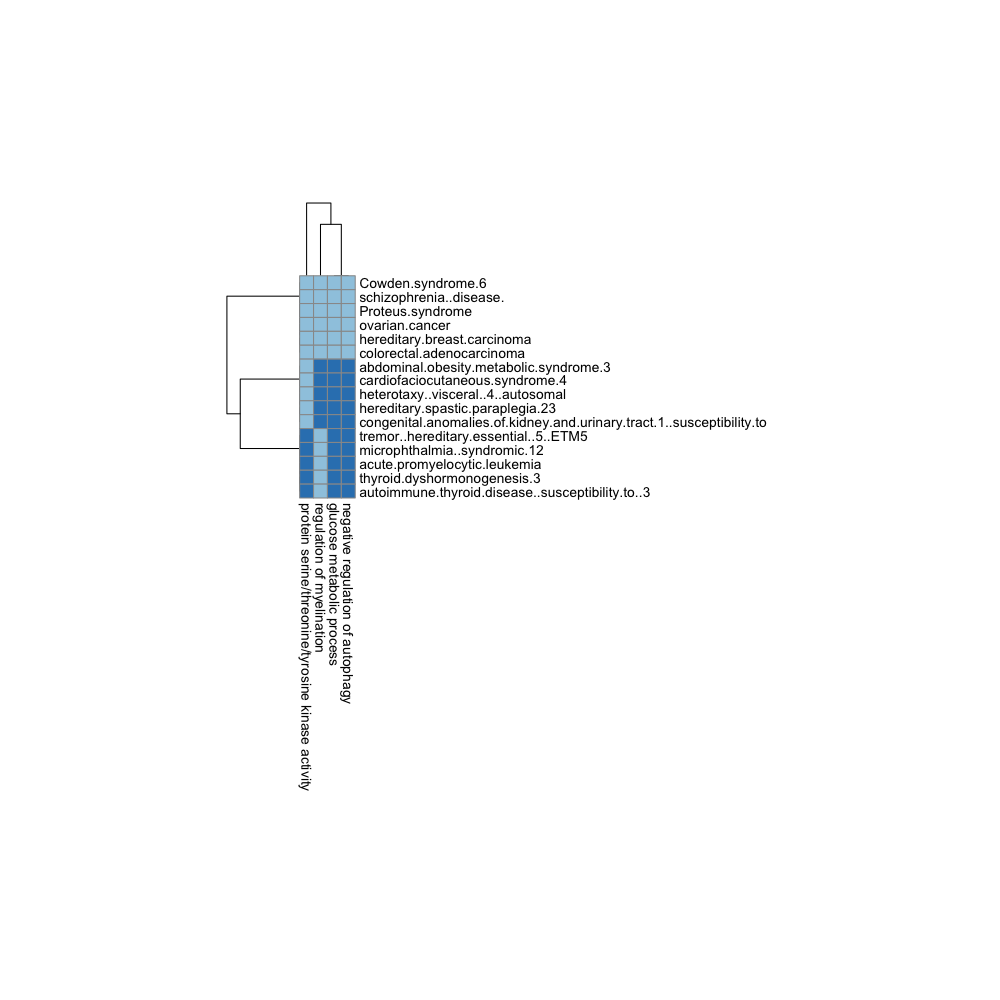 Cowden.syndrome.6
schizophrenia..disease.
Proteus.syndrome
ovarian.cancer
hereditary.breast.carcinoma
colorectal.adenocarcinoma
abdominal.obesity.metabolic.syndrome.3
cardiofaciocutaneous.syndrome.4
heterotaxy..visceral..4..autosomal
hereditary.spastic.paraplegia.23
congenital.anomalies.of.kidney.and.urinary.tract.1..susceptibility.to
tremor..hereditary.essential..5..ETM5
microphthalmia..syndromic.12
acute.promyelocytic.leukemia
thyroid.dyshormonogenesis.3
autoimmune.thyroid.disease..susceptibility.to..3
protein serine/threonine/tyrosine kinase activity
regulation of myelination
glucose metabolic process
negative regulation of autophagy